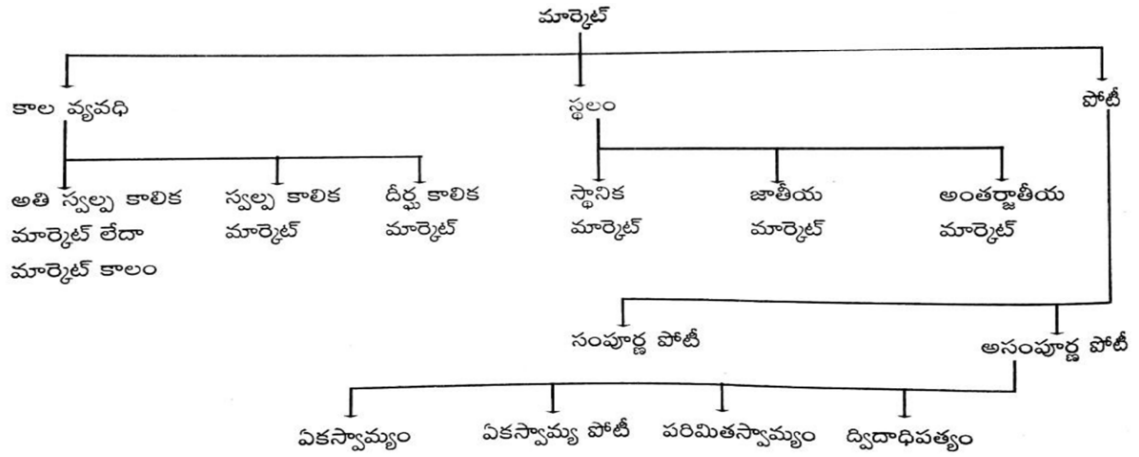 మార్కెట్
కాల వ్యవధి
స్థలం
పోటీ
అతి స్వల్ప కాలిక
మార్కెట్ లేదా
మార్కెట్ కాలం
స్వల్ప కాలిక
మార్కెట్
దీర్ఘ కాలిక
మార్కెట్
స్థానిక
మార్కెట్
జాతీయ
మార్కెట్
అంతర్జాతీయ
మార్కెట్
సంపూర్ణ పోటీ
అసంపూర్ణ పోటీ
ఏకస్వామ్యం
ఏకస్వామ్య పోటీ
పరిమితస్వామ్యం
ద్విదాధిపత్యం